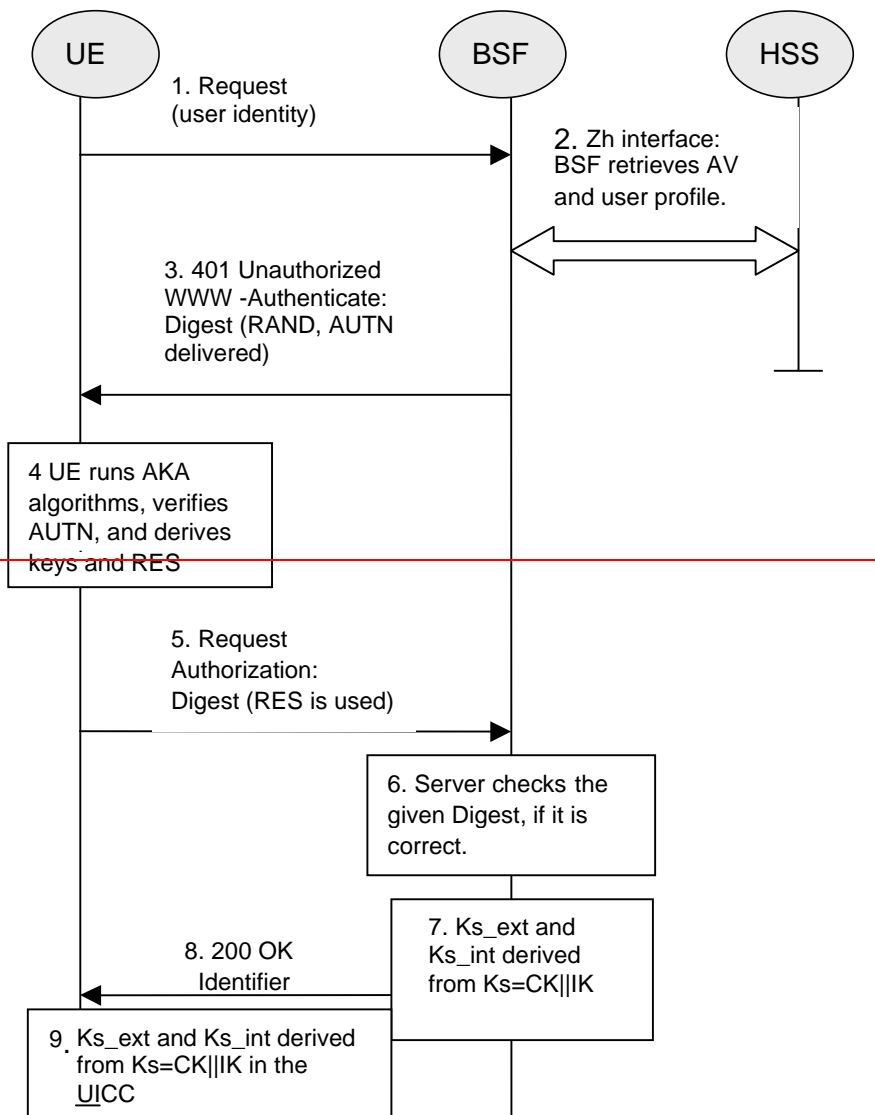 UE
BSF
HSS
1. Request
(user identity)
2. Zh interface:
BSF retrieves AV
and user profile.
3. 401 Unauthorized
WWW -Authenticate:
Digest (RAND, AUTN
delivered)
4 UE runs AKA
algorithms, verifies
AUTN, and derives
keys and RES
5. Request
Authorization:
Digest (RES is used)
6. Server checks the
given Digest, if it is
correct.
7. Ks_ext and
Ks_int derived
from Ks=CK||IK
8. 200 OK
Identifier
9. Ks_ext and Ks_int derived
from Ks=CK||IK in the
UICC